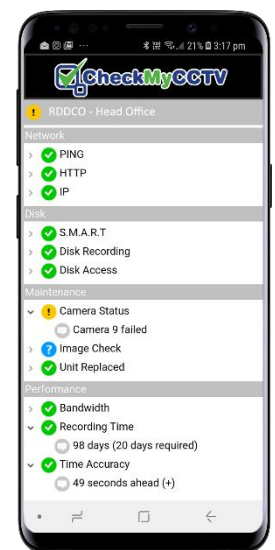 21% 3:17 pm
CheckMyCCTV
RDDCO - Head Office
Network
PING
HTTP
IP
Disk
S.M.A.R.T
Disk Recording
Disk Access
Maintenance
Camera Status
Camera 9 failed
Image Check
Unit Replaced
Performance
Bandwidth
Recording Time
98 days (20 days required)
Time Accuracy
49 seconds ahead (+)